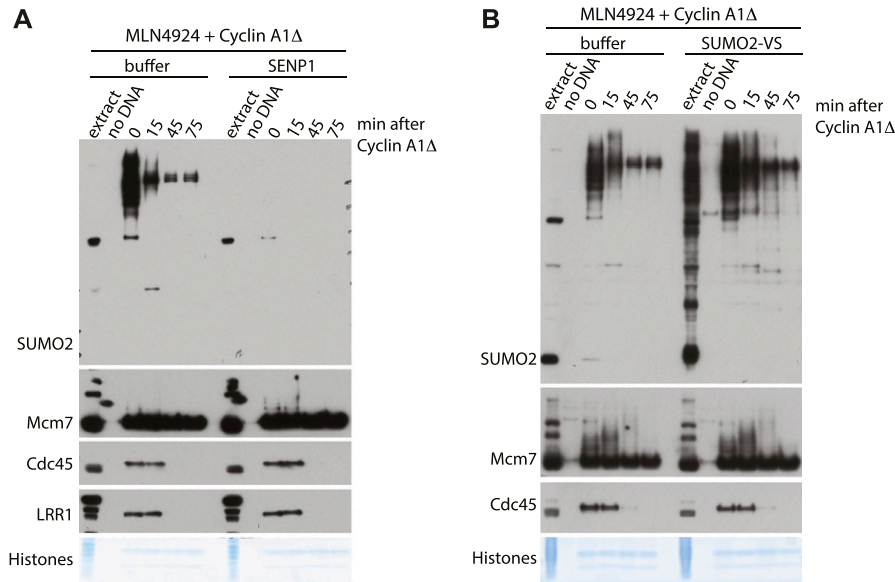 A
MLN4924 + Cyclin A1Δ
buffer SENP1
extract no DNA 0 15 45 75 extract no DNA 0 15 45 75
min after
Cyclin A1Δ
SUMO2
Mcm7
Cdc45
LRR1
Histones
B
MLN4924 + Cyclin A1Δ
buffer SUMO2-VS
extract no DNA 0 15 45 75 extract no DNA 0 15 45 75
min after
Cyclin A1Δ
SUMO2
Mcm7
Cdc45
Histones